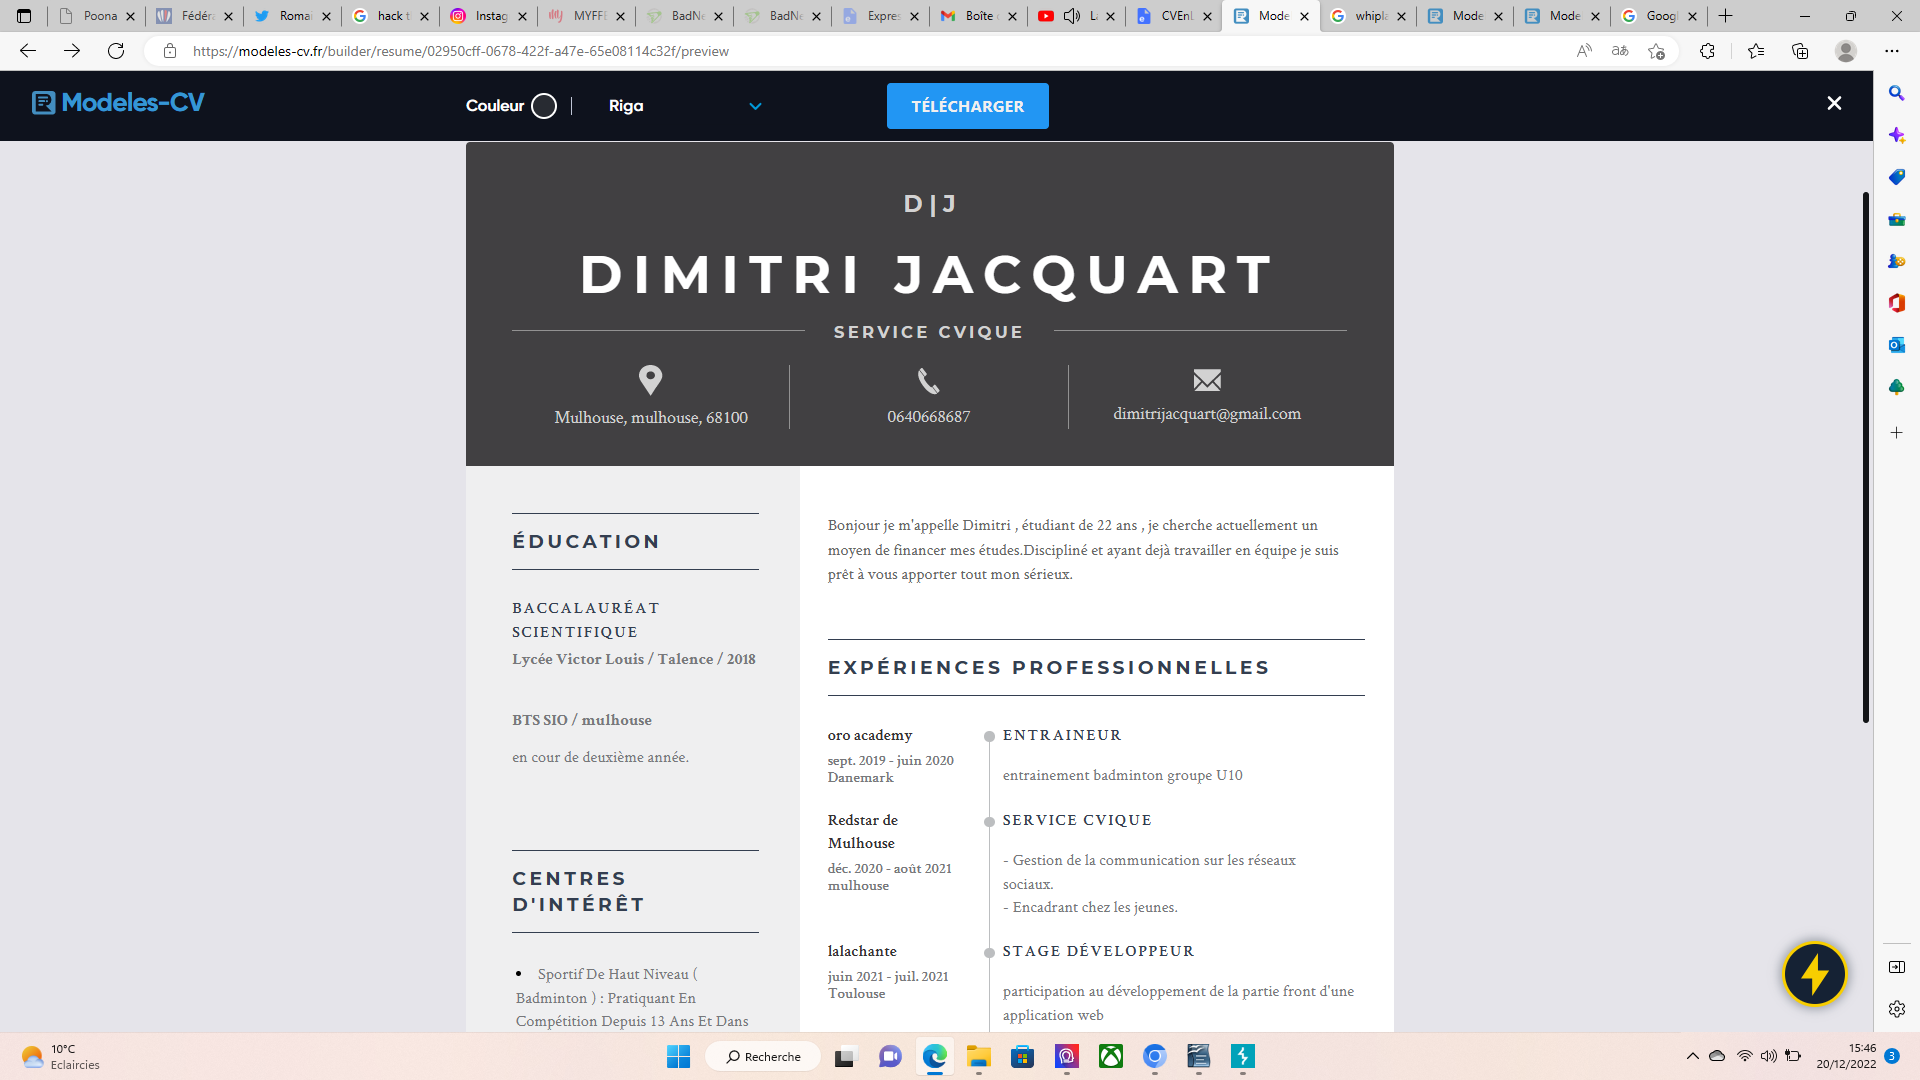 Poona
Fédér
Roma
hack t
Instag
MYFFB
BadNe
BadNe
Expres
Boîte
La
CVEnL
Mode
whipla
Mode
Mode
Googl
https://modeles-cv.fr/builder/resume/02950cff-0678-422f-a47e-65e08114c32f/preview
Modeles-CV
Couleur
Riga
TÉLÉCHARGER
D|J
DIMITRI JACQUART
SERVICE CVIQUE
Mulhouse, mulhouse, 68100
0640668687
dimitrijacquart@gmail.com
ÉDUCATION
BACCALAURÉAT
SCIENTIFIQUE
Lycée Victor Louis / Talence / 2018
BTS SIO / mulhouse
en cour de deuxième année.
CENTRES
D'INTÉRÊT
• Sportif De Haut Niveau (
Badminton ) : Pratiquant En
Compétition Depuis 13 Ans Et Dans
Bonjour je m'appelle Dimitri , étudiant de 22 ans , je cherche actuellement un
moyen de financer mes études.Discipliné et ayant dejà travailler en équipe je suis
prêt à vous apporter tout mon sérieux.
EXPÉRIENCES PROFESSIONNELLES
oro academy
sept. 2019 - juin 2020
Danemark
ENTRAINEUR
entrainement badminton groupe U10
Redstar de
Mulhouse
déc. 2020 - août 2021
mulhouse
SERVICE CVIQUE
- Gestion de la communication sur les réseaux
sociaux.
- Encadrant chez les jeunes.
lalachante
juin 2021 - juil. 2021
Toulouse
STAGE DÉVELOPPEUR
participation au développement de la partie front d'une
application web
10°C
Eclaircies
Recherche
15:46
20/12/2022
3